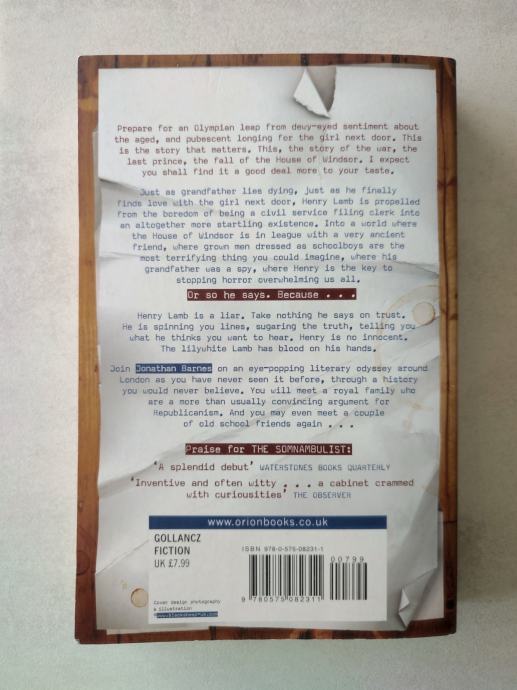 Prepare for an Olympian leap from dewy-eyed sentiment about
the aged, and pubescent longing for the girl next door. This
is the story that matters. This, the story of the war, the
last prince, the fall of the House of Windsor. I expect
you shall find it a good deal more to your taste.
Just as grandfather lies dying, just as he finally
finds love with the girl next door, Henry Lamb is propelled
from the boredom of being a civil service filing clerk into
an altogether more startling existence. Into a world where
the House of Windsor is in league with a very ancient
friend, where grown men dressed as schoolboys are the
most terrifying thing you could imagine, where his
grandfather was a spy, where Henry is the key to
stopping horror overwhelming us all.
Or so he says. Because . . .
Henry Lamb is a liar. Take nothing he says on trust.
He is spinning you lines, sugaring the truth, telling you
what he thinks you want to hear. Henry is no innocent.
The lilywhite Lamb has blood on his hands.
Join Jonathan Barnes on an eye-popping literary odyssey around
London as you have never seen it before, through a history
you would never believe. You will meet a royal family who
are a more than usually convincing argument for
Republicanism. And you may even meet a couple
of old school friends again . . .
Praise for THE SOMNAMBULIST:
'A splendid debut' WATERSTONES BOOKS QUARTERLY
'Inventive and often witty . . . a cabinet crammed
with curiousities' THE OBSERVER
www.orionbooks.co.uk
GOLLANCZ
FICTION
UK £7.99
ISBN 978-0-575-08231-1
00799
9 780575 082311
Cover design photography
& illustration